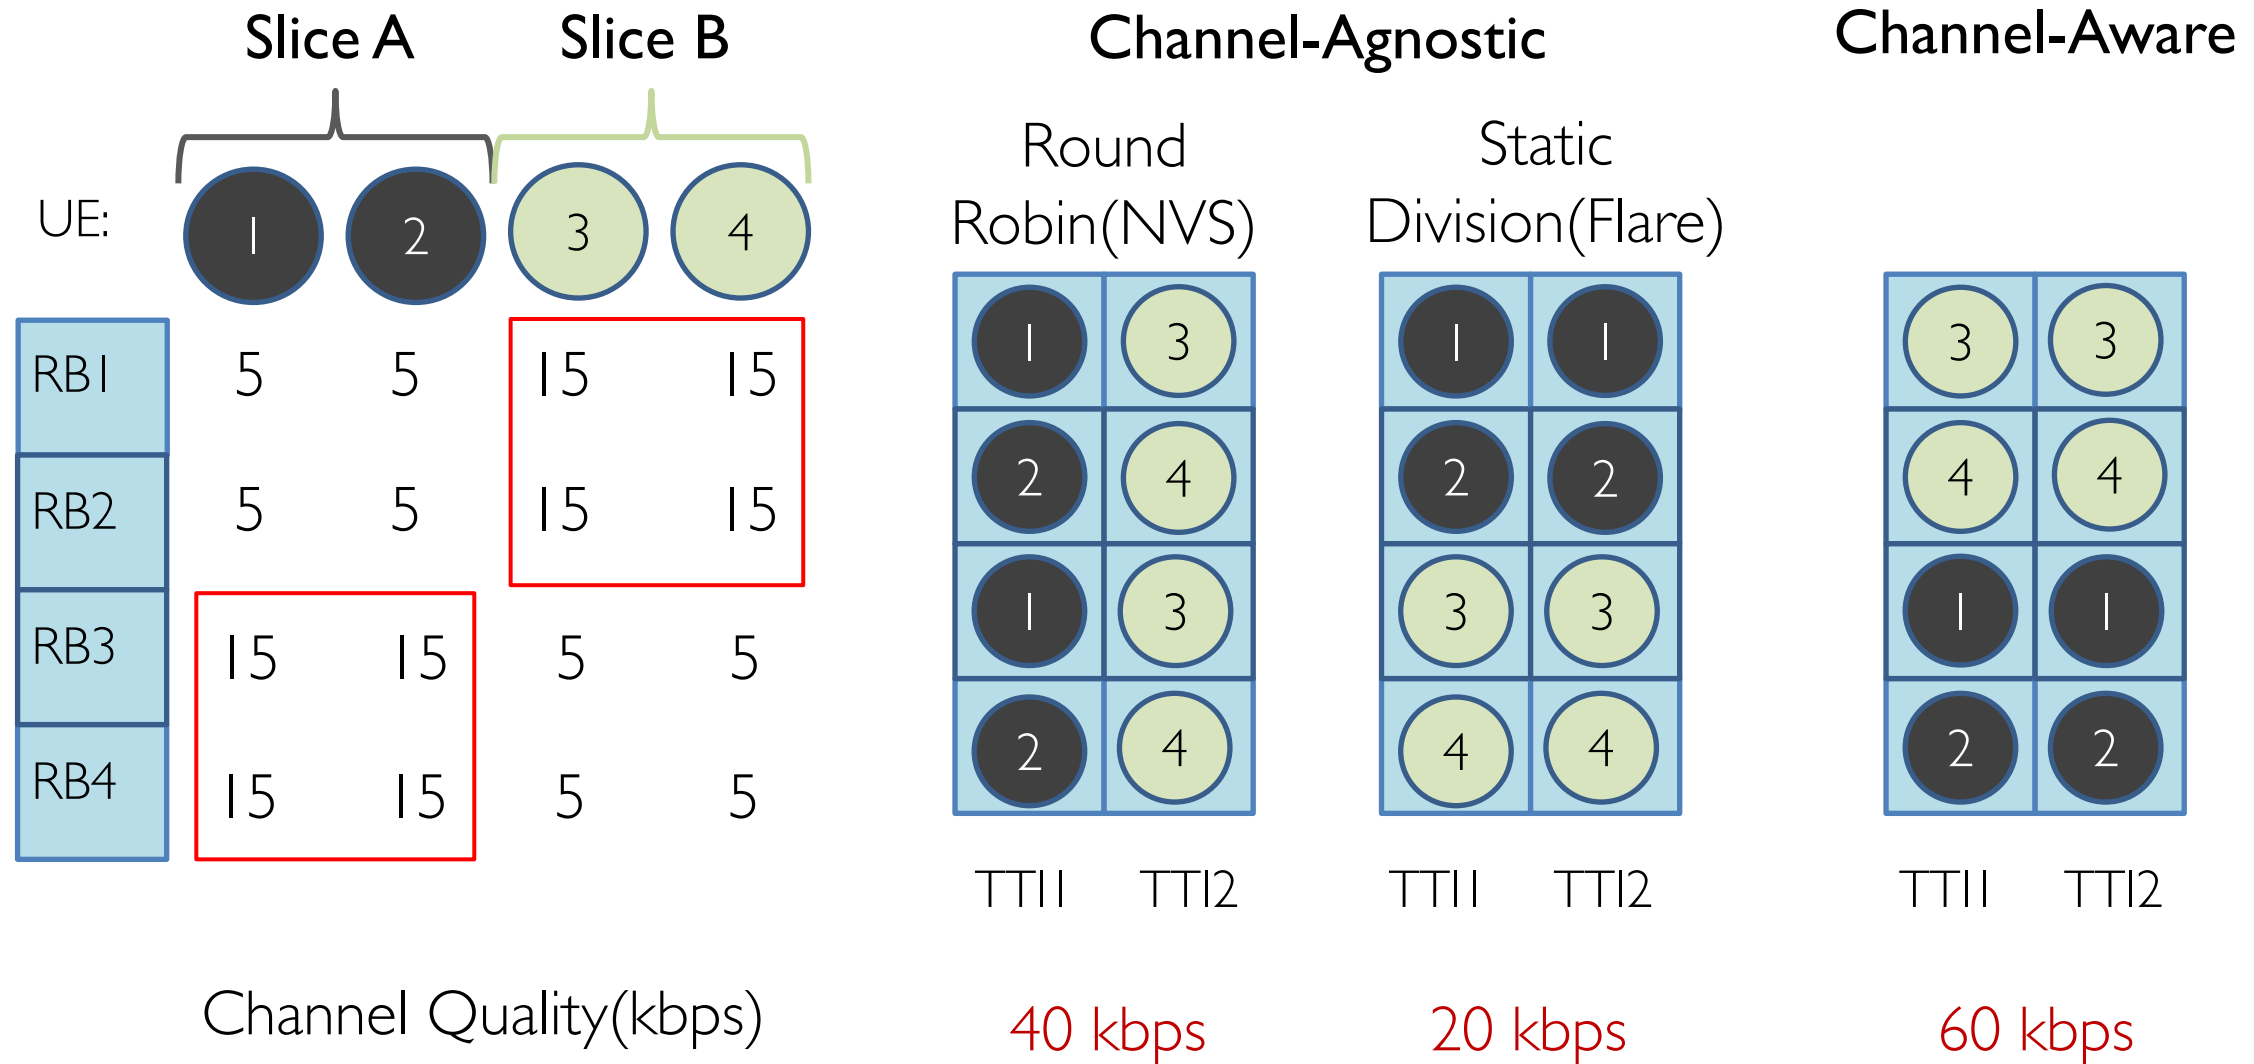 Slice A Slice B Channel-Agnostic Channel-Aware
Round Static
Robin(NVS) Division(Flare)
UE: 1 2 3 4
RB1 5 5 15 15 1 3 1 1 3 3
RB2 5 5 15 15 2 4 2 2 4 4
RB3 15 15 5 5 1 3 3 3 1 1
RB4 15 15 5 5 2 4 4 4 2 2
TTI1 TTI2 TTI1 TTI2 TTI1 TTI2
Channel Quality(kbps) 40 kbps 20 kbps 60 kbps